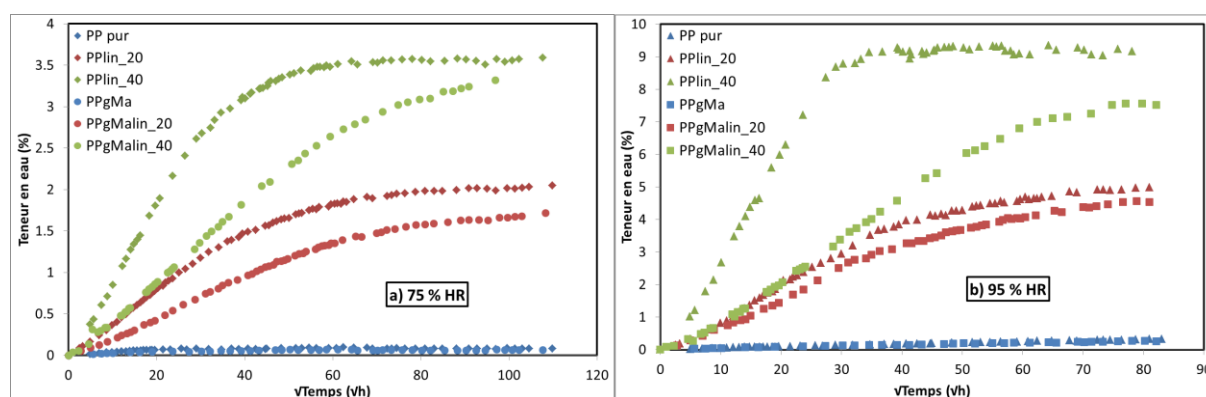 4
3.5
3
2.5
2
1.5
1
0.5
0
Teneur en eau (%)
PP pur
PPlin_20
PPlin_40
PPgMa
PPgMalin_20
PPgMalin_40
a) 75 % HR
0 20 40 60 80 100 120
√Temps (√h)
10
9
8
7
6
5
4
3
2
1
0
Teneur en eau (%)
PP pur
PPlin_20
PPlin_40
PPgMa
PPgMalin_20
PPgMalin_40
b) 95 % HR
0 10 20 30 40 50 60 70 80 90
√Temps (√h)